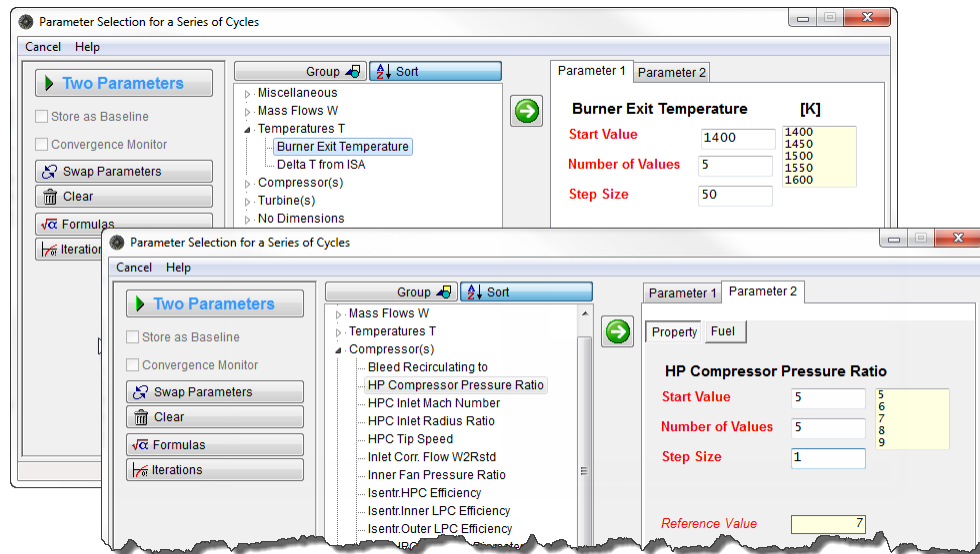 Parameter Selection for a Series of Cycles
Cancel Help
Two Parameters
Store as Baseline
Convergence Monitor
Swap Parameters
Clear
Formulas
Iteration
Group Sort
Miscellaneous
Mass Flows W
Temperatures T
Burner Exit Temperature
Delta T from ISA
Compressor(s)
Turbine(s)
No Dimensions
Parameter 1 Parameter 2
Burner Exit Temperature [K]
Start Value 1400
Number of Values 5
Step Size 50
1400
1450
1500
1550
1600
Parameter Selection for a Series of Cycles
Cancel Help
Two Parameters
Store as Baseline
Convergence Monitor
Swap Parameters
Clear
Formulas
Iterations
Group Sort
Mass Flows W
Temperatures T
Compressor(s)
Bleed Recirculating to
HP Compressor Pressure Ratio
HPC Inlet Mach Number
HPC Inlet Radius Ratio
HPC Tip Speed
Inlet Corr. Flow W2Rstd
Inner Fan Pressure Ratio
Isentr.HPC Efficiency
Isentr.Inner LPC Efficiency
Isentr.Outer LPC Efficiency
Parameter 1 Parameter 2
Property Fuel
HP Compressor Pressure Ratio
Start Value 5
Number of Values 5
Step Size 1
5
6
7
8
9
Reference Value 7